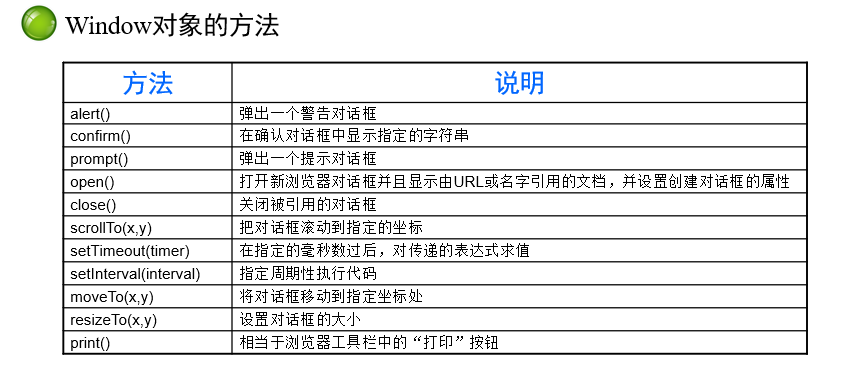 Window对象的方法
方法 说明
alert() 弹出一个警告对话框
confirm() 在确认对话框中显示指定的字符串
prompt() 弹出一个提示对话框
open() 打开新浏览器对话框并且显示由URL或名字引用的文档，并设置创建对话框的属性
close() 关闭被引用的对话框
scrollTo(x,y) 把对话框滚动到指定的坐标
setTimeout(timer) 在指定的毫秒数过后，对传递的表达式求值
setInterval(interval) 指定周期性执行代码
moveTo(x,y) 将对话框移动到指定坐标处
resizeTo(x,y) 设置对话框的大小
print() 相当于浏览器工具栏中的“打印”按钮